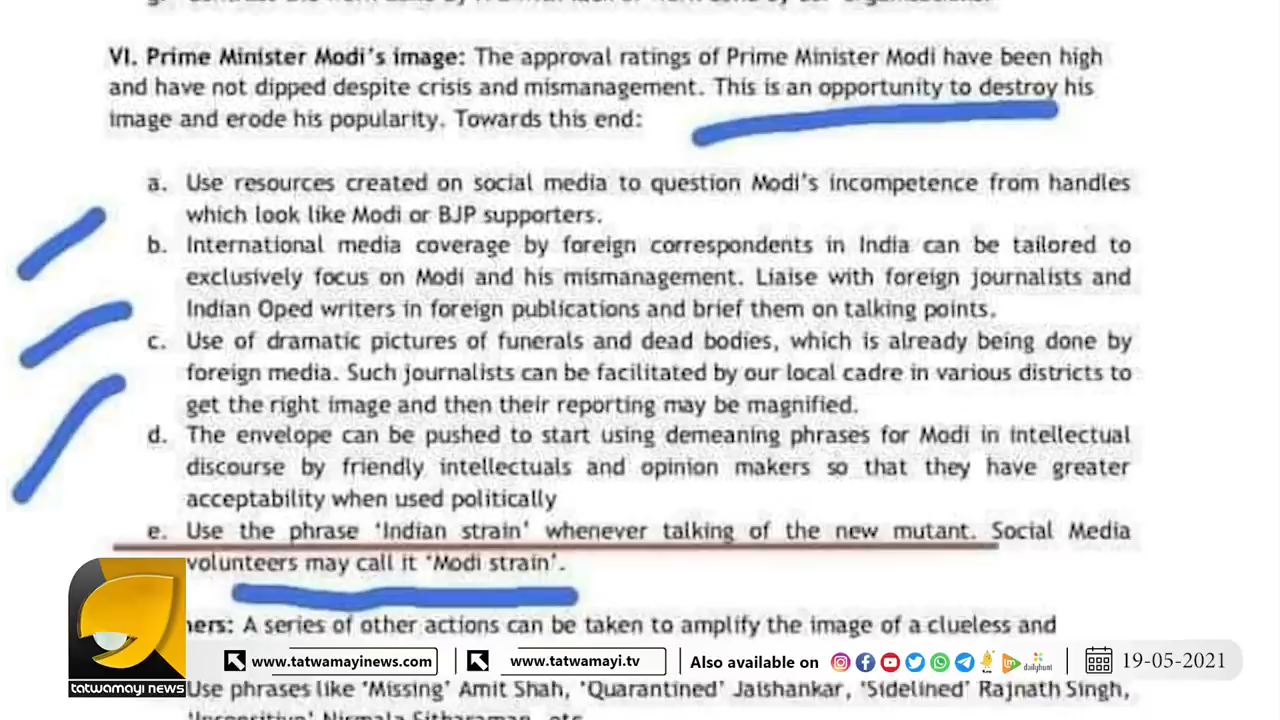 VI. Prime Minister Modi's image: The approval ratings of Prime Minister Modi have been high
and have not dipped despite crisis and mismanagement. This is an opportunity to destroy his
image and erode his popularity. Towards this end:
a. Use resources created on social media to question Modi's incompetence from handles
which look like Modi or BJP supporters.
b. International media coverage by foreign correspondents in India can be tailored to
exclusively focus on Modi and his mismanagement. Liaise with foreign journalists and
Indian Oped writers in foreign publications and brief them on talking points.
c. Use of dramatic pictures of funerals and dead bodies, which is already being done by
foreign media. Such journalists can be facilitated by our local cadre in various districts to
get the right image and then their reporting may be magnified.
d. The envelope can be pushed to start using demeaning phrases for Modi in intellectual
discourse by friendly intellectuals and opinion makers so that they have greater
acceptability when used politically
e. Use the phrase 'Indian strain' whenever talking of the new mutant. Social Media
volunteers may call it 'Modi strain'.
A series of other actions can be taken to amplify the image of a clueless and
www.tatwamayinews.com www.tatwamayi.tv Also available on dailyhunt 19-05-2021
tatwamayi news
Use phrases like 'Missing' Amit Shah, 'Quarantined' Jaishankar, 'Sidelined' Rajnath Singh,